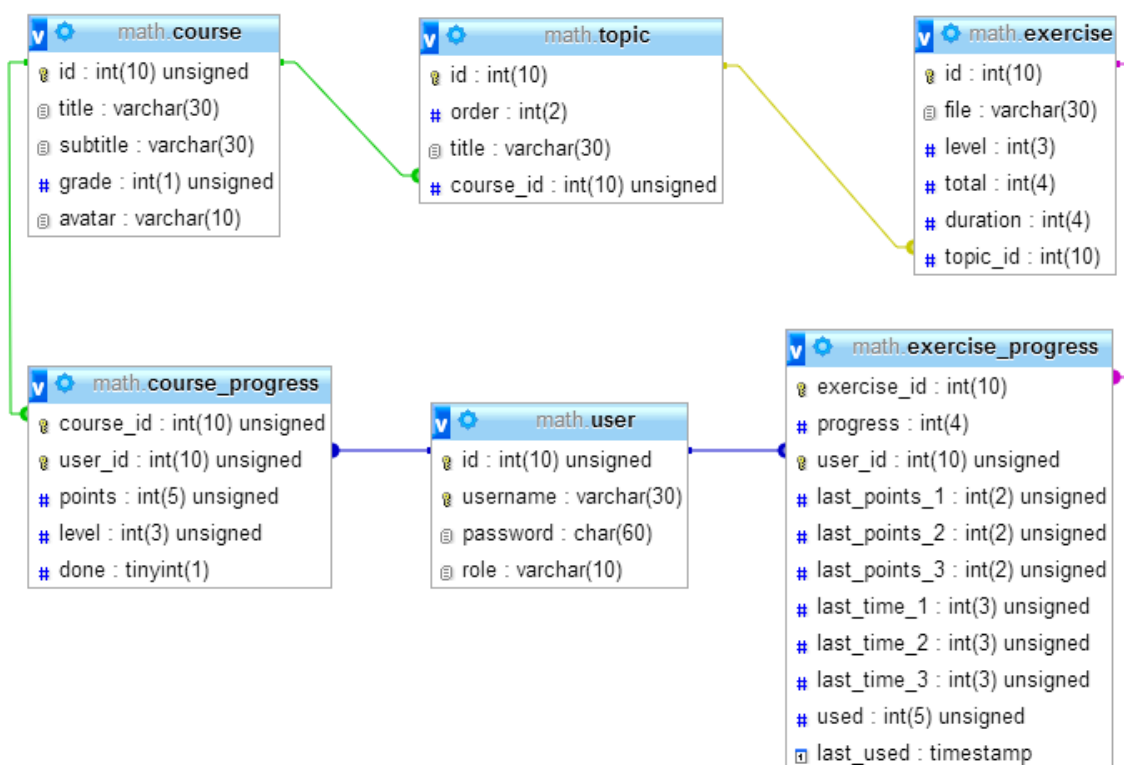 math.course
id : int(10) unsigned
title : varchar(30)
subtitle : varchar(30)
grade : int(1) unsigned
avatar : varchar(10)
math.topic
id : int(10)
order : int(2)
title : varchar(30)
course_id : int(10) unsigned
math.exercise
id : int(10)
file : varchar(30)
level : int(3)
total : int(4)
duration : int(4)
topic_id : int(10)
math.course_progress
course_id : int(10) unsigned
user_id : int(10) unsigned
points : int(5) unsigned
level : int(3) unsigned
done : tinyint(1)
math.user
id : int(10) unsigned
username : varchar(30)
password : char(60)
role : varchar(10)
math.exercise_progress
exercise_id : int(10)
progress : int(4)
user_id : int(10) unsigned
last_points_1 : int(2) unsigned
last_points_2 : int(2) unsigned
last_points_3 : int(2) unsigned
last_time_1 : int(3) unsigned
last_time_2 : int(3) unsigned
last_time_3 : int(3) unsigned
used : int(5) unsigned
last_used : timestamp